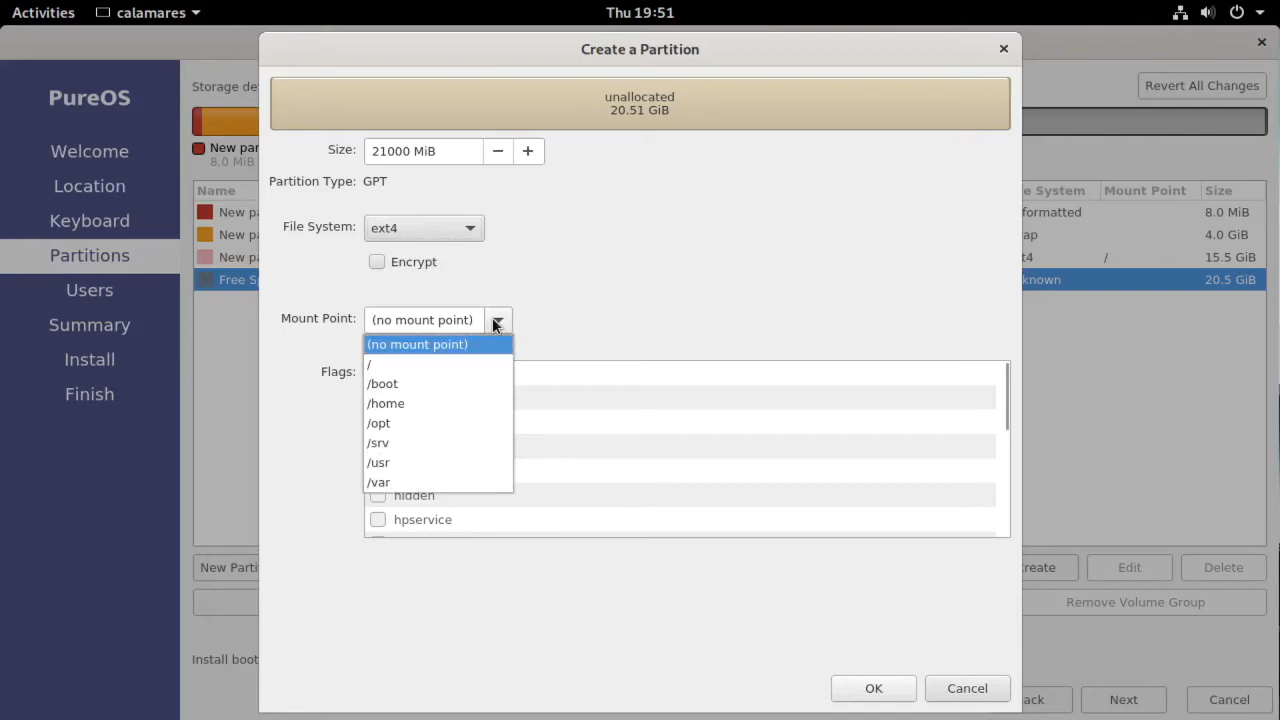 Activities
calamares
Thu 19:51
Create a Partition
PureOS
Welcome
Location
Keyboard
Partitions
Users
Summary
Install
Finish
Storage de
Revert All Changes
New par
8.0 MiB
Name
e System
Mount Point
Size
New pa
formatted
8.0 MiB
New pa
ap
4.0 GiB
New pa
t4
/
15.5 GiB
Free Sp
known
20.5 GiB
unallocated
20.51 GiB
Size:
21000 MiB
Partition Type:
GPT
File System:
ext4
Encrypt
Mount Point:
(no mount point)
(no mount point)
/
/boot
/home
/opt
/srv
/usr
/var
Flags:
hidden
hpservice
New Parti
Create
Edit
Delete
Remove Volume Group
Install boot
OK
Cancel
ack
Next
Cancel